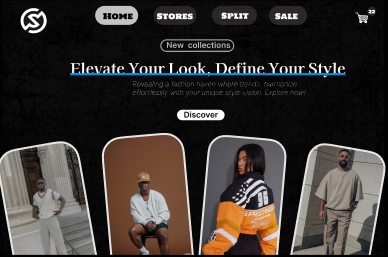 Home Stores Split Sale 22
New collections
Elevate Your Look, Define Your Style
Revealing a fashion haven where trends harmonize
effortlessly with your unique style vision. Explore now!
Discover